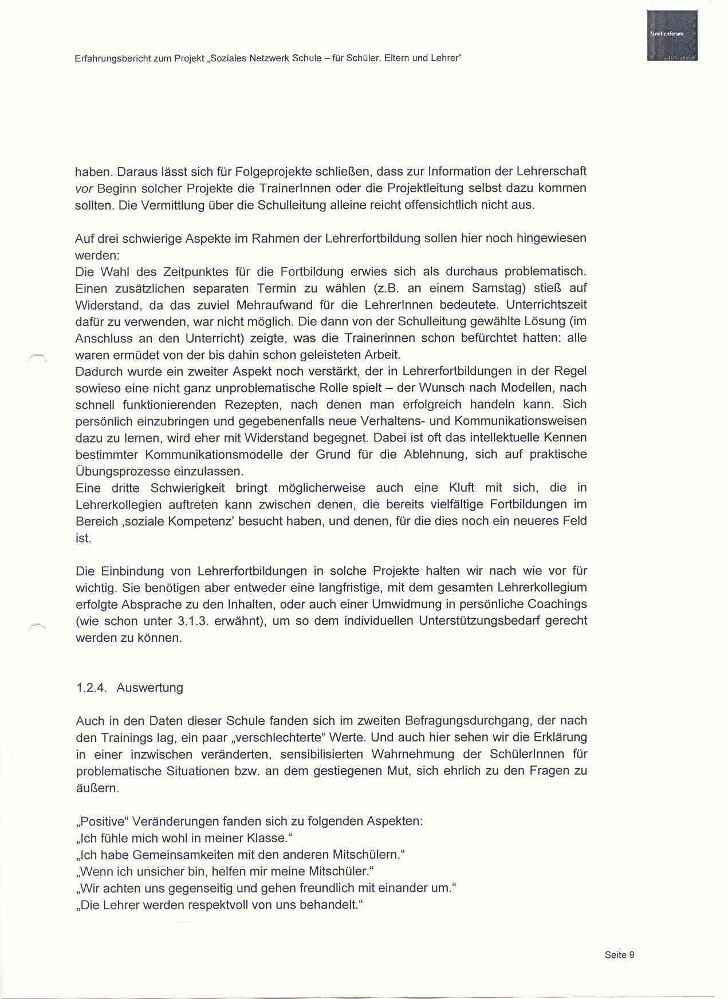 familienforum
edith stein
Erfahrungsbericht zum Projekt „Soziales Netzwerk Schule – für Schüler, Eltern und Lehrer“
haben. Daraus lässt sich für Folgeprojekte schließen, dass zur Information der Lehrerschaft
vor Beginn solcher Projekte die TrainerInnen oder die Projektleitung selbst dazu kommen
sollten. Die Vermittlung über die Schulleitung alleine reicht offensichtlich nicht aus.
Auf drei schwierige Aspekte im Rahmen der Lehrerfortbildung sollen hier noch hingewiesen
werden:
Die Wahl des Zeitpunktes für die Fortbildung erwies sich als durchaus problematisch.
Einen zusätzlichen separaten Termin zu wählen (z.B. an einem Samstag) stieß auf
Widerstand, da das zuviel Mehraufwand für die LehrerInnen bedeutete. Unterrichtszeit
dafür zu verwenden, war nicht möglich. Die dann von der Schulleitung gewählte Lösung (im
Anschluss an den Unterricht) zeigte, was die Trainerinnen schon befürchtet hatten: alle
waren ermüdet von der bis dahin schon geleisteten Arbeit.
Dadurch wurde ein zweiter Aspekt noch verstärkt, der in Lehrerfortbildungen in der Regel
sowieso eine nicht ganz unproblematische Rolle spielt – der Wunsch nach Modellen, nach
schnell funktionierenden Rezepten, nach denen man erfolgreich handeln kann. Sich
persönlich einzubringen und gegebenenfalls neue Verhaltens- und Kommunikationsweisen
dazu zu lernen, wird eher mit Widerstand begegnet. Dabei ist oft das intellektuelle Kennen
bestimmter Kommunikationsmodelle der Grund für die Ablehnung, sich auf praktische
Übungsprozesse einzulassen.
Eine dritte Schwierigkeit bringt möglicherweise auch eine Kluft mit sich, die in
Lehrerkollegien auftreten kann zwischen denen, die bereits vielfältige Fortbildungen im
Bereich ‚soziale Kompetenz’ besucht haben, und denen, für die dies noch ein neueres Feld
ist.
Die Einbindung von Lehrerfortbildungen in solche Projekte halten wir nach wie vor für
wichtig. Sie benötigen aber entweder eine langfristige, mit dem gesamten Lehrerkollegium
erfolgte Absprache zu den Inhalten, oder auch einer Umwidmung in persönliche Coachings
(wie schon unter 3.1.3. erwähnt), um so dem individuellen Unterstützungsbedarf gerecht
werden zu können.
1.2.4. Auswertung
Auch in den Daten dieser Schule fanden sich im zweiten Befragungsdurchgang, der nach
den Trainings lag, ein paar „verschlechterte“ Werte. Und auch hier sehen wir die Erklärung
in einer inzwischen veränderten, sensibilisierten Wahrnehmung der SchülerInnen für
problematische Situationen bzw. an dem gestiegenen Mut, sich ehrlich zu den Fragen zu
äußern.
„Positive“ Veränderungen fanden sich zu folgenden Aspekten:
„Ich fühle mich wohl in meiner Klasse.“
„Ich habe Gemeinsamkeiten mit den anderen Mitschülern.“
„Wenn ich unsicher bin, helfen mir meine Mitschüler.“
„Wir achten uns gegenseitig und gehen freundlich mit einander um.“
„Die Lehrer werden respektvoll von uns behandelt.“
Seite 9